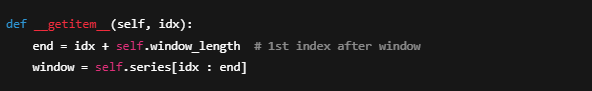 def __getitem__(self, idx):
    end = idx + self.window_length  # 1st index after window
    window = self.series[idx : end]